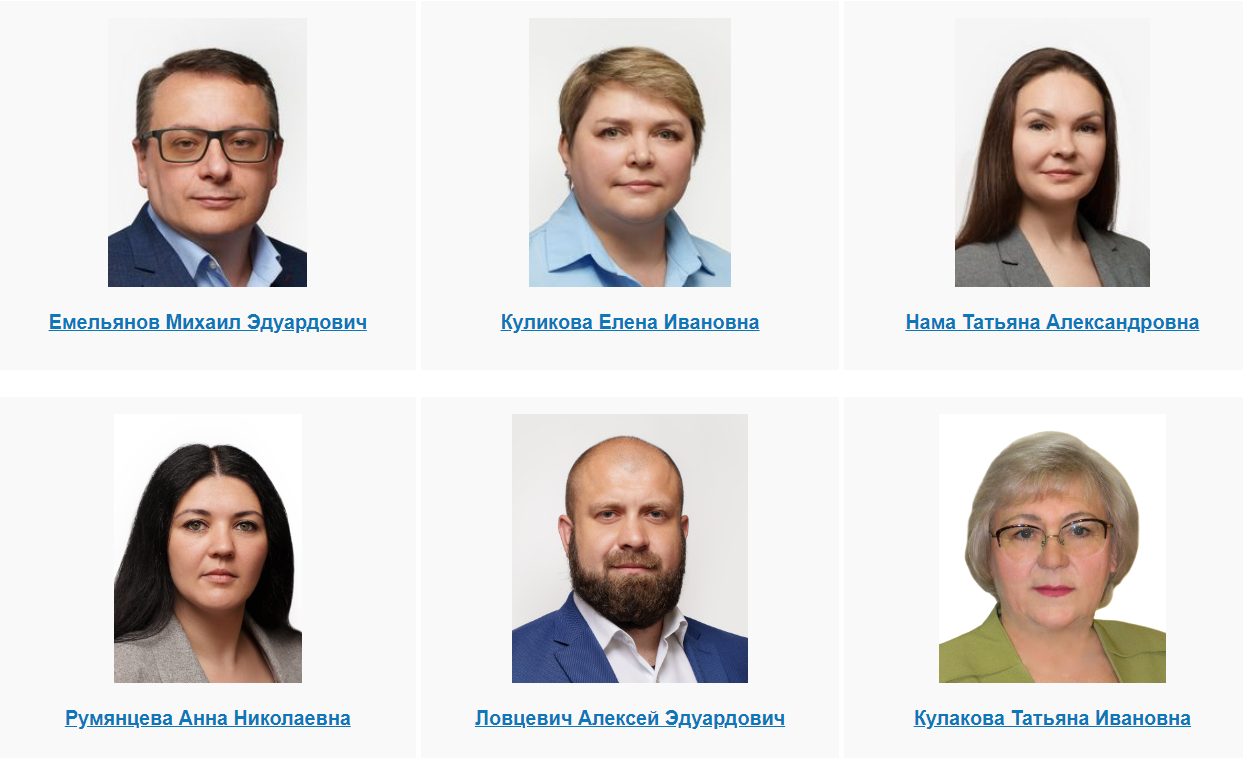 Емельянов Михаил Эдуардович
Куликова Елена Ивановна
Нама Татьяна Александровна
Румянцева Анна Николаевна
Ловцевич Алексей Эдуардович
Кулакова Татьяна Ивановна